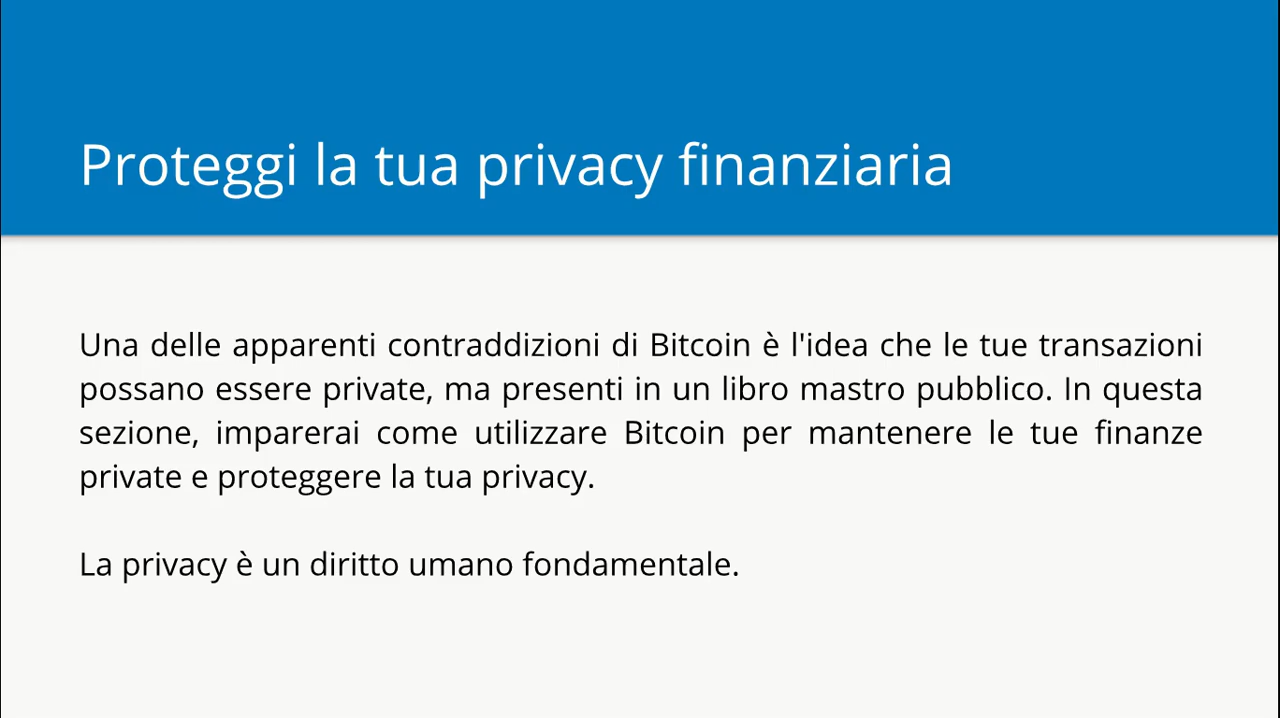 Proteggi la tua privacy finanziaria
Una delle apparenti contraddizioni di Bitcoin è l'idea che le tue transazioni
possano essere private, ma presenti in un libro mastro pubblico. In questa
sezione, imparerai come utilizzare Bitcoin per mantenere le tue finanze
private e proteggere la tua privacy.
La privacy è un diritto umano fondamentale.